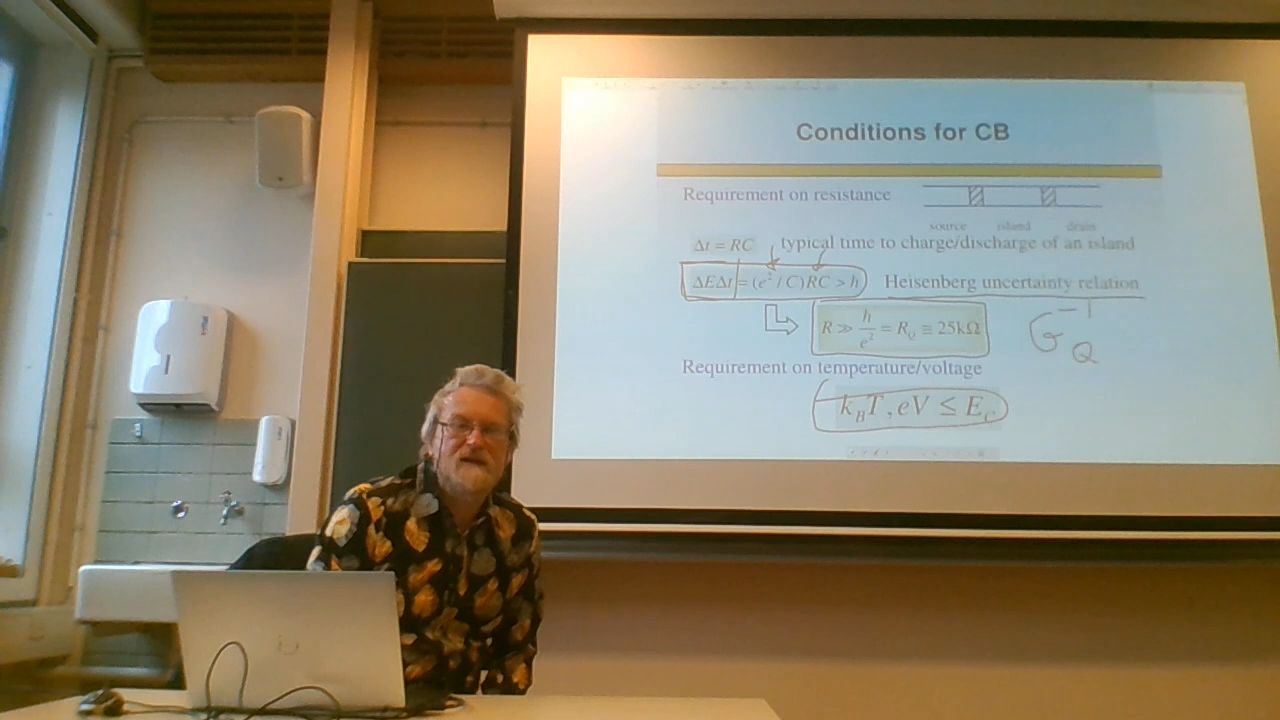 Conditions for CB
Requirement on resistance
source island drain
Δt = RC typical time to charge/discharge of an island
ΔEΔt = (e² / C)RC > h Heisenberg uncertainty relation
R ≫ h/e² = R_Q ≅ 25kΩ G_Q⁻¹
Requirement on temperature/voltage
k_BT, eV ≤ E_C